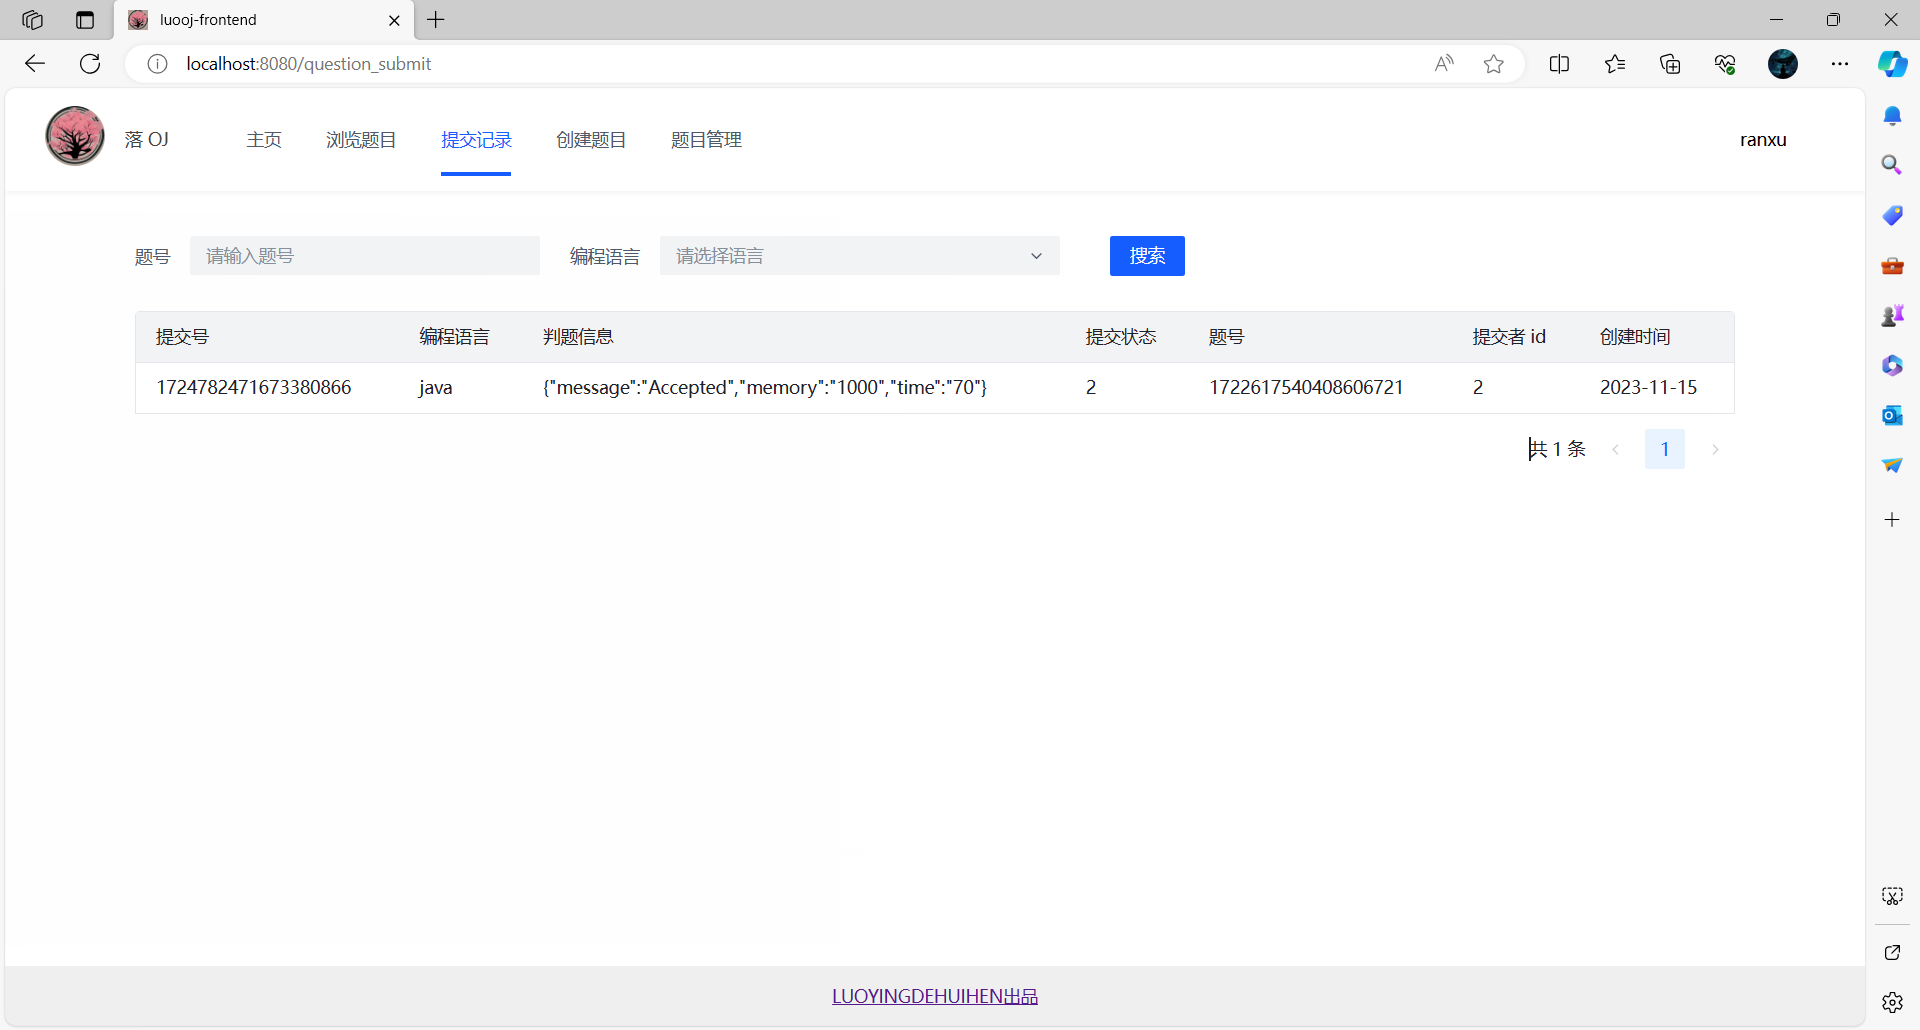 luooj-frontend
localhost:8080/question_submit
落 OJ
主页
浏览题目
提交记录
创建题目
题目管理
ranxu
题号
请输入题号
编程语言
请选择语言
搜索
提交号 编程语言 判题信息 提交状态 题号 提交者 id 创建时间
1724782471673380866 java {"message":"Accepted","memory":"1000","time":"70"} 2 1722617540408606721 2 2023-11-15
共 1 条
1
LUOYINGDEHUIHEN出品